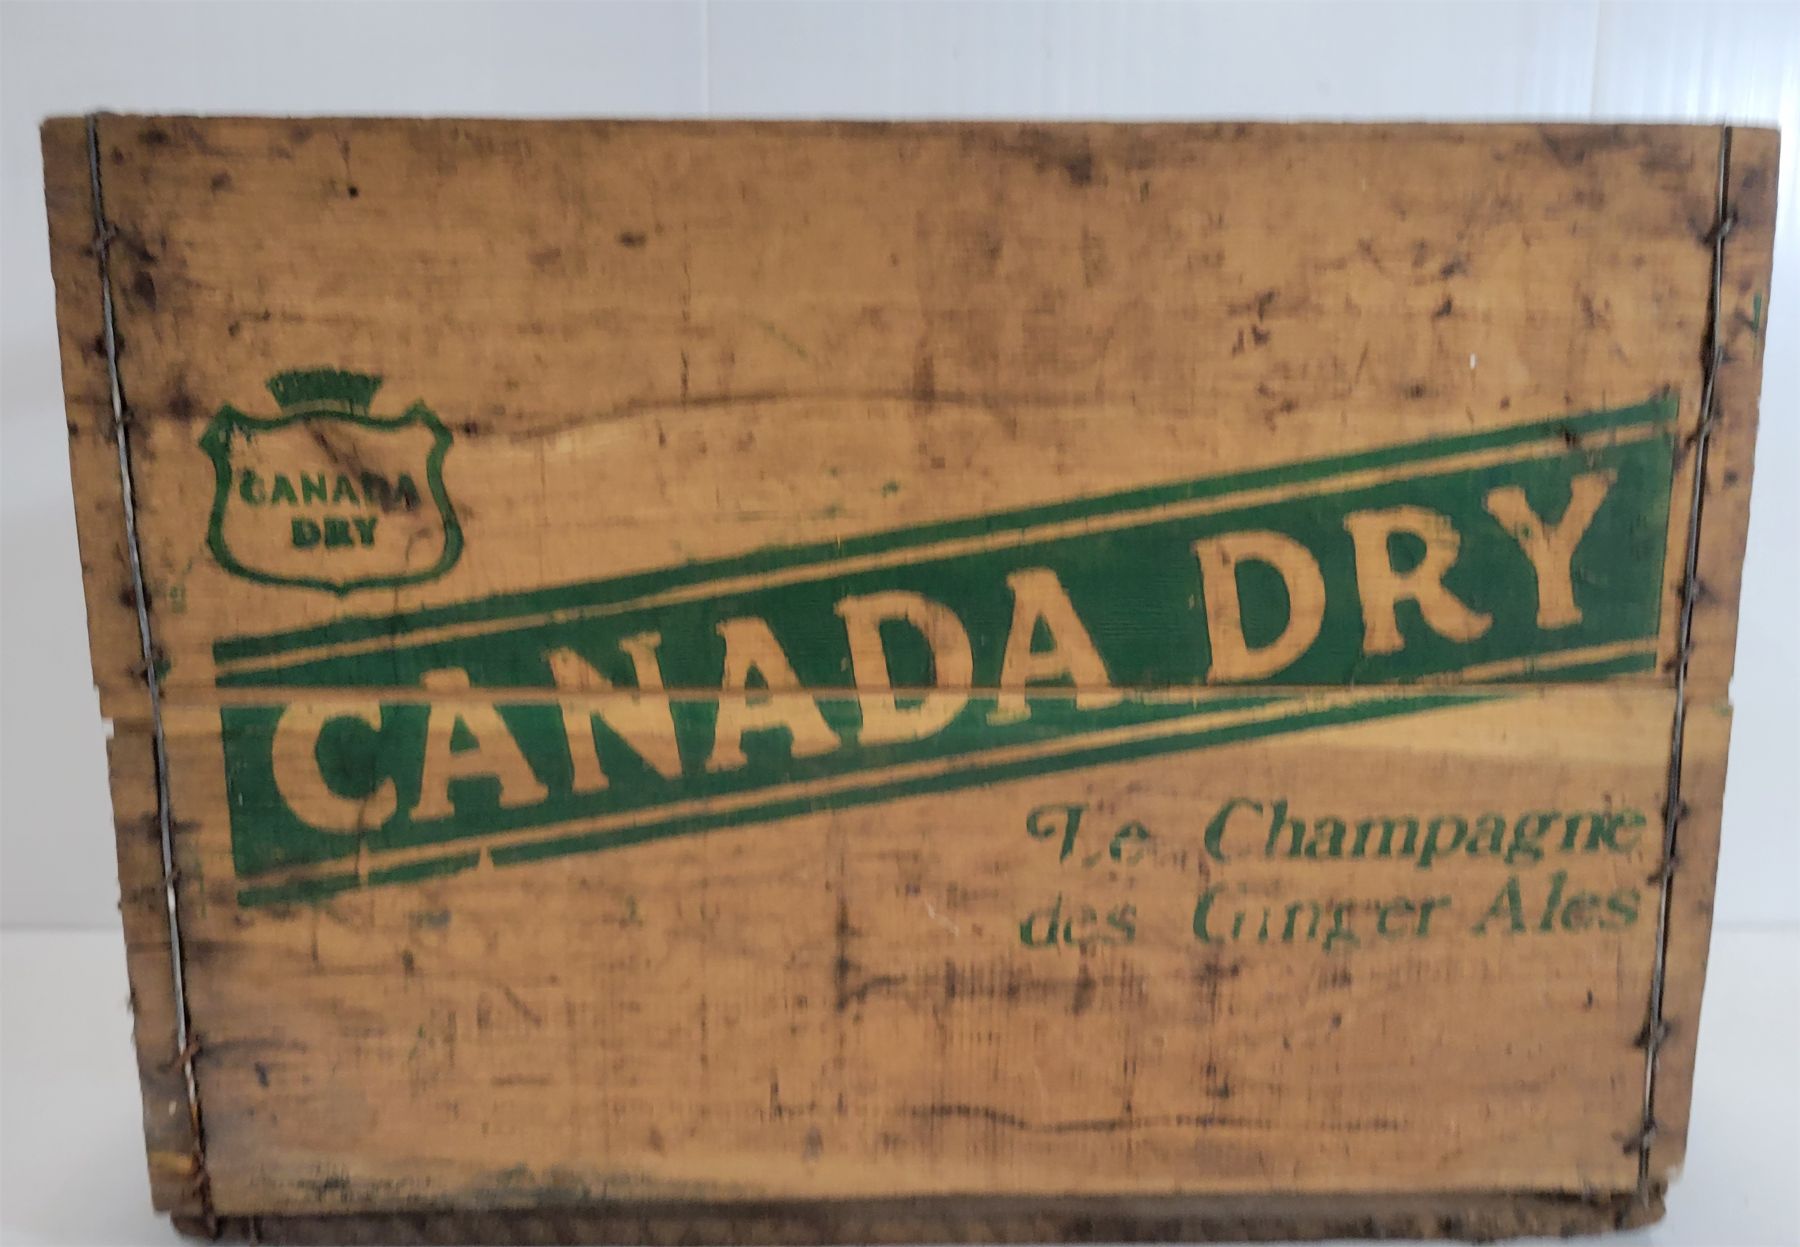 CANADA
DRY
CANADA DRY
Le Champagne
des Ginger Ales